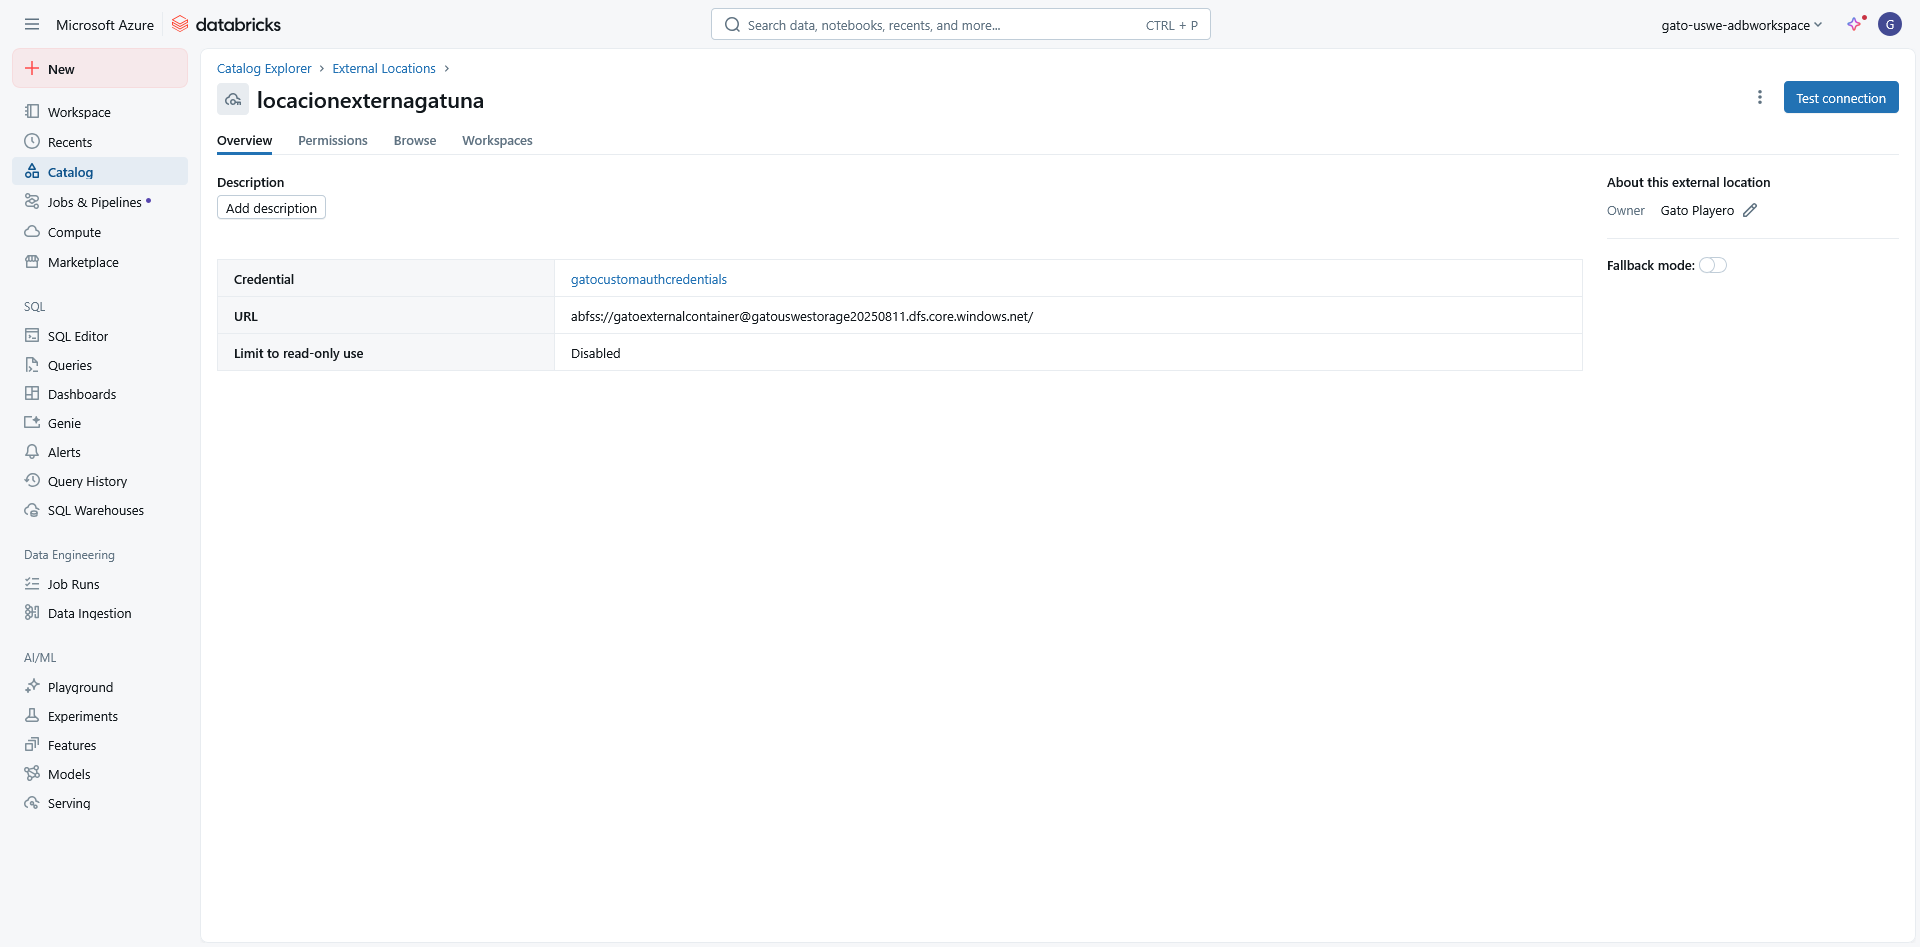 Microsoft Azure
databricks
Search data, notebooks, recents, and more...
CTRL + P
gato-uswe-adbworkspace
G
New
Workspace
Recents
Catalog
Jobs & Pipelines
Compute
Marketplace
SQL
SQL Editor
Queries
Dashboards
Genie
Alerts
Query History
SQL Warehouses
Data Engineering
Job Runs
Data Ingestion
AI/ML
Playground
Experiments
Features
Models
Serving
Catalog Explorer > External Locations >
locacionexternagatuna
Test connection
Overview Permissions Browse Workspaces
Description
Add description
Credential gatocustomauthcredentials
URL abfss://gatoexternalcontainer@gatouswestorage20250811.dfs.core.windows.net/
Limit to read-only use Disabled
About this external location
Owner Gato Playero
Fallback mode: